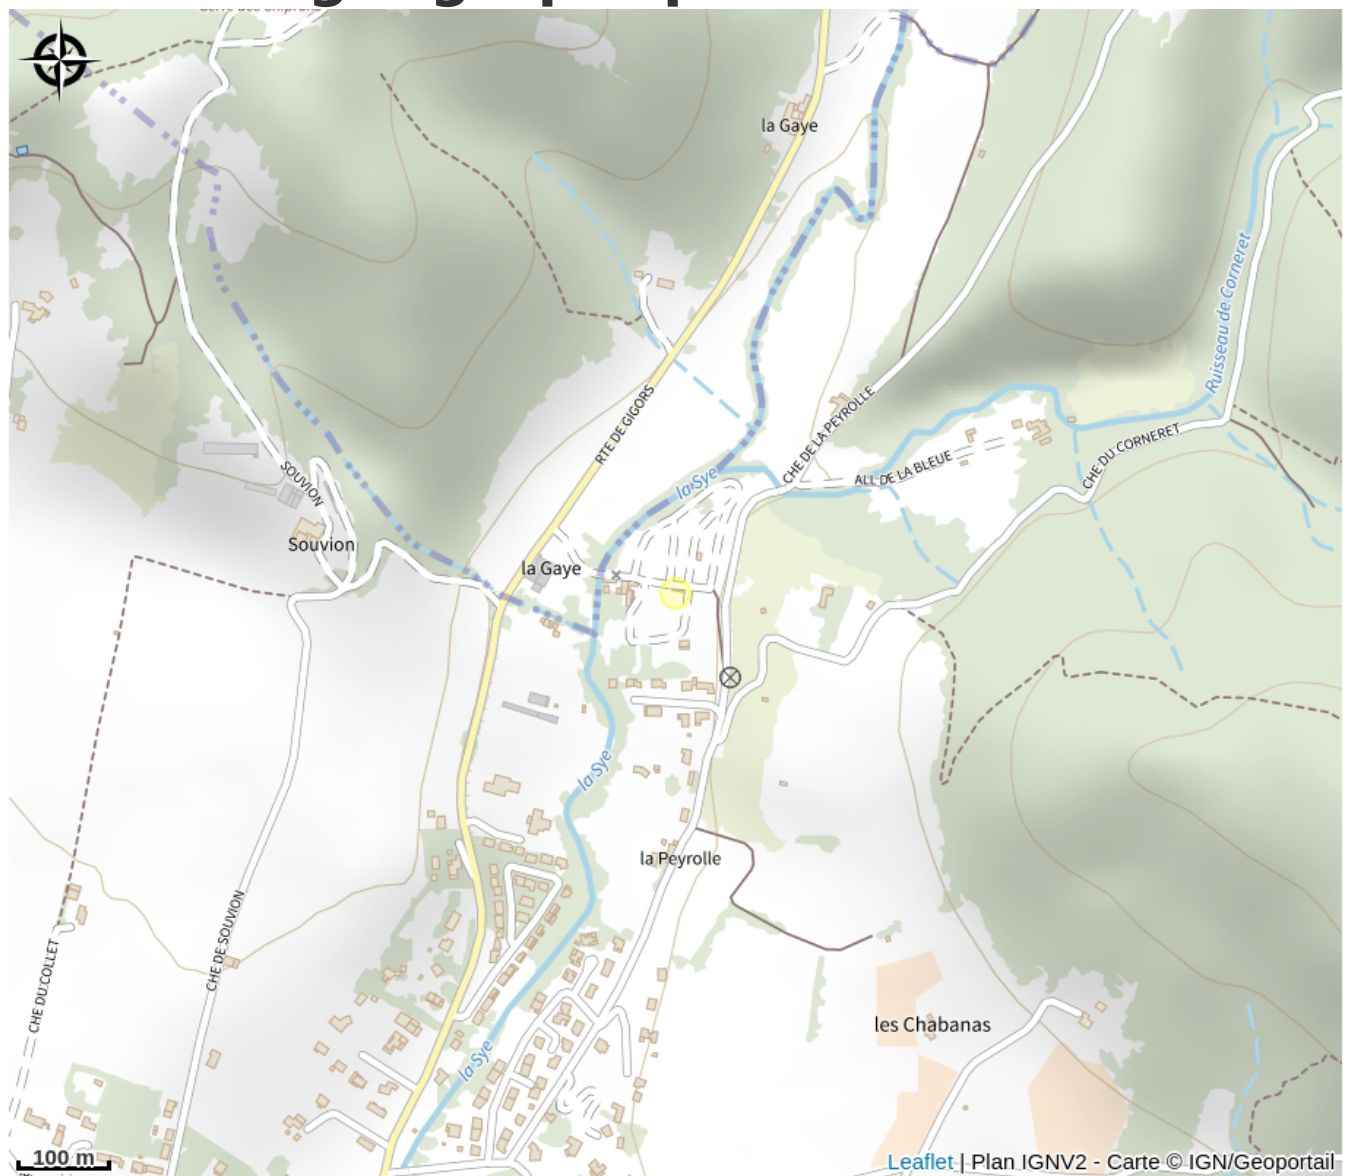 la Gaye
Ruisseau de Corneret
RTE DE GIGORS
CHE DE LA PEYROLLE
CHE DU CORNERET
ALL DE LA BLEUE
la Sye
SOUVION
Souvion
la Gaye
la Sye
la Peyrolle
CHE DE SOUVION
CHE DU COLLET
les Chabanas
la Sye
100 m
Leaflet | Plan IGNV2 - Carte © IGN/Geoportail